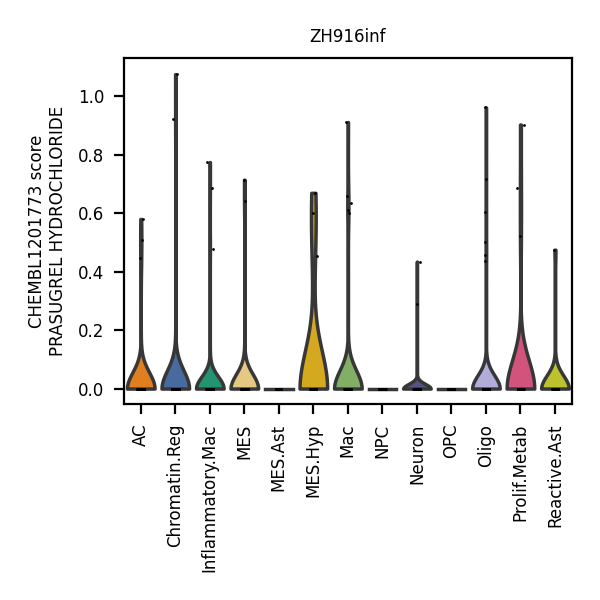 ZH916inf
CHEMBL1201773 score
PRASUGREL HYDROCHLORIDE
1.0
0.8
0.6
0.4
0.2
0.0
AC
Chromatin.Reg
Inflammatory.Mac
MES
MES.Ast
MES.Hyp
Mac
NPC
Neuron
OPC
Oligo
Prolif.Metab
Reactive.Ast